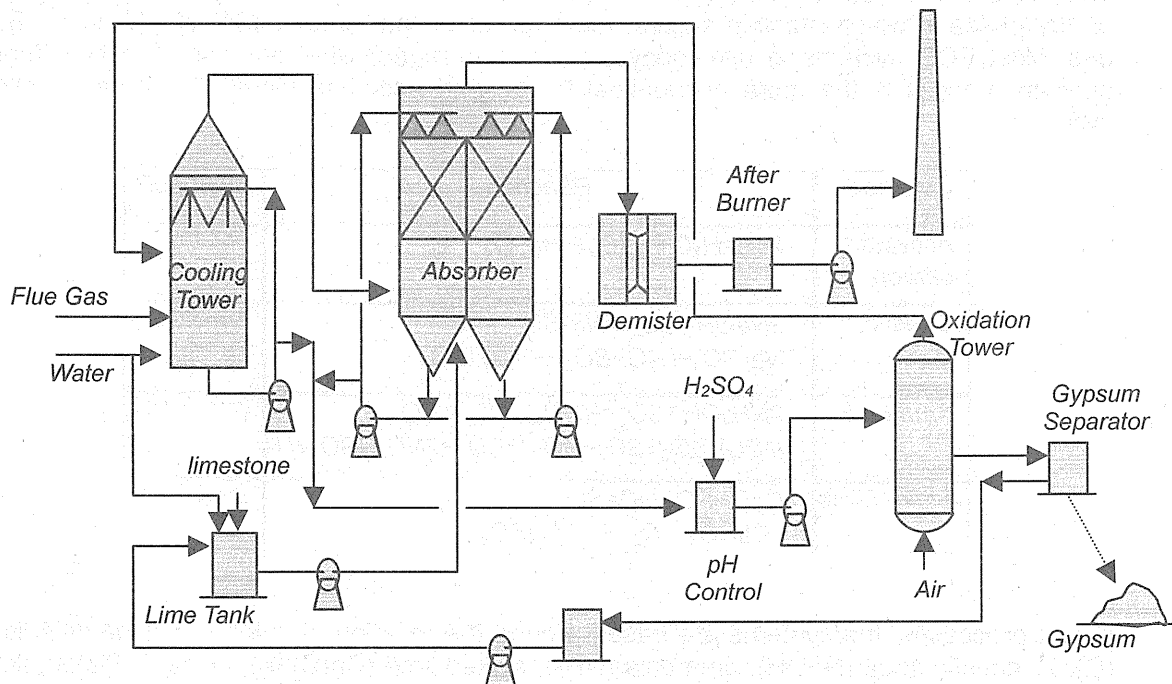 After
Burner
Cooling
Tower
Absorber
Flue Gas
Demister
Oxidation
Tower
Water
H₂SO₄
Gypsum
Separator
limestone
pH
Control
Air
Lime Tank
Gypsum